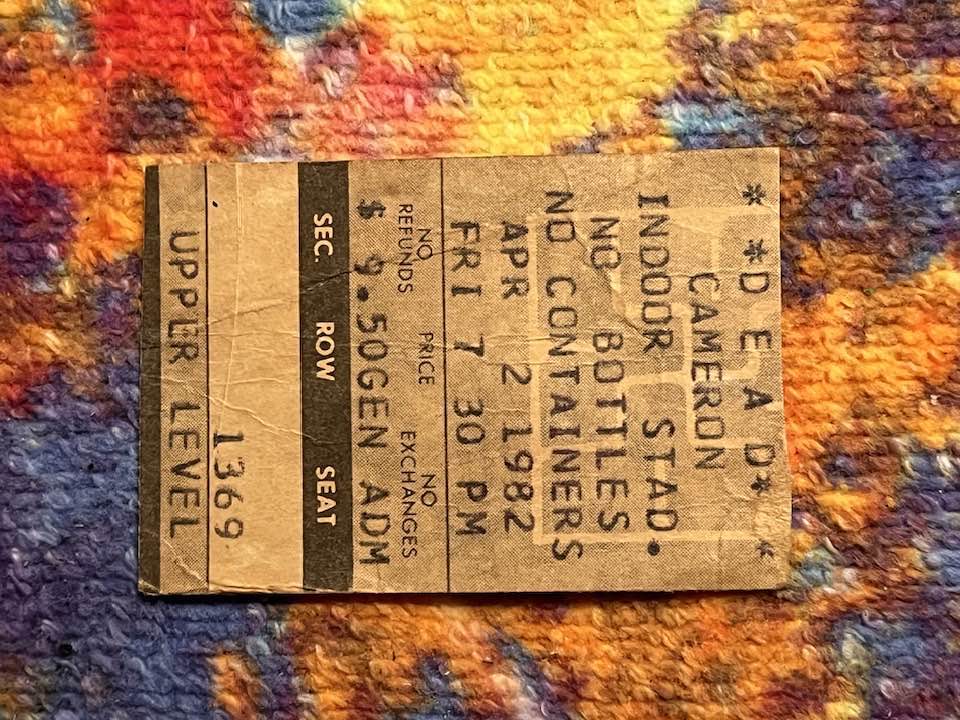 * *D E A D* *
CAMERON
INDOOR STAD.
NO BOTTLES
NO CONTAINERS
APR 2 1982
FRI 7 30 PM
NO REFUNDS PRICE NO EXCHANGES
$ 9.50GEN ADM
SEC. ROW SEAT
1369
UPPER LEVEL